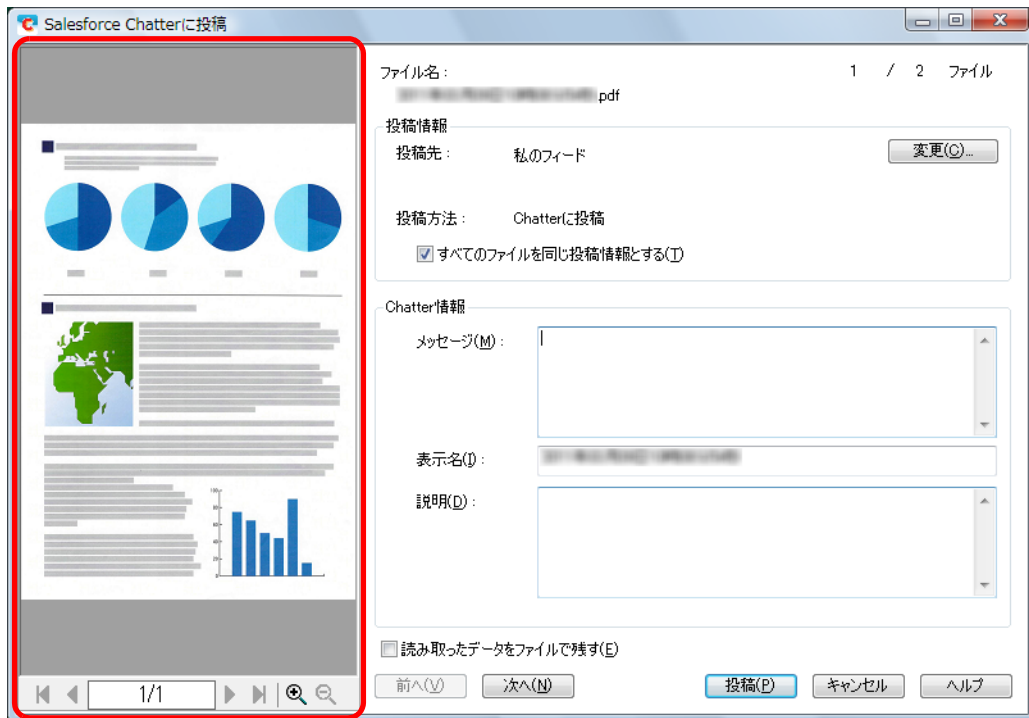 Salesforce Chatterに投稿
ファイル名：
1 / 2 ファイル
.pdf
投稿情報
投稿先： 私のフィード
変更(C)...
投稿方法： Chatterに投稿
すべてのファイルを同じ投稿情報とする(T)
Chatter情報
メッセージ(M)：
表示名(I)：
説明(D)：
100
80
60
40
20
0
読み取ったデータをファイルで残す(E)
1/1
前へ(V) 次へ(N) 投稿(P) キャンセル ヘルプ